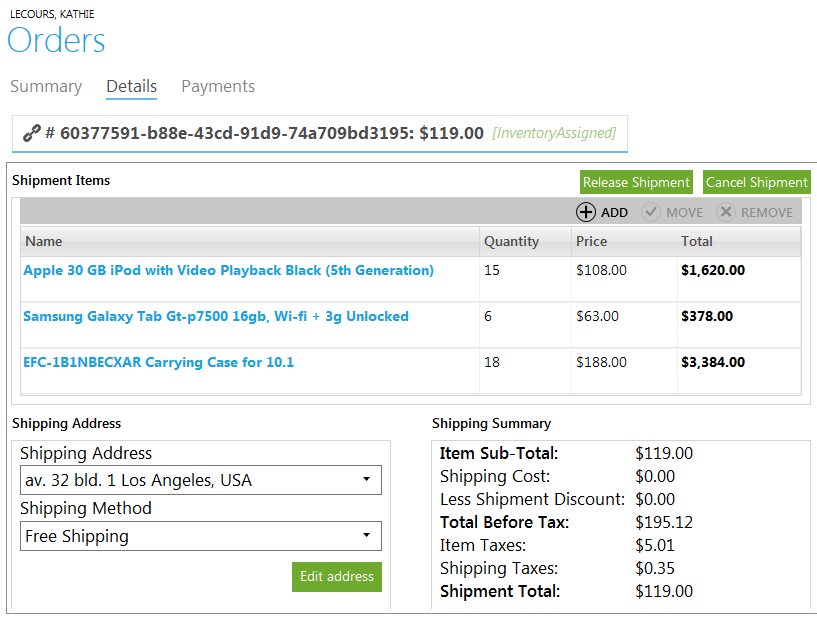 LECOURS, KATHIE
Orders
Summary Details Payments
# 60377591-b88e-43cd-91d9-74a709bd3195: $119.00 [InventoryAssigned]
Shipment Items Release Shipment Cancel Shipment
ADD MOVE REMOVE
Name Quantity Price Total
Apple 30 GB iPod with Video Playback Black (5th Generation) 15 $108.00 $1,620.00
Samsung Galaxy Tab Gt-p7500 16gb, Wi-fi + 3g Unlocked 6 $63.00 $378.00
EFC-1B1NBECXAR Carrying Case for 10.1 18 $188.00 $3,384.00
Shipping Address
Shipping Address
av. 32 bld. 1 Los Angeles, USA
Shipping Method
Free Shipping
Edit address
Shipping Summary
Item Sub-Total: $119.00
Shipping Cost: $0.00
Less Shipment Discount: $0.00
Total Before Tax: $195.12
Item Taxes: $5.01
Shipping Taxes: $0.35
Shipment Total: $119.00